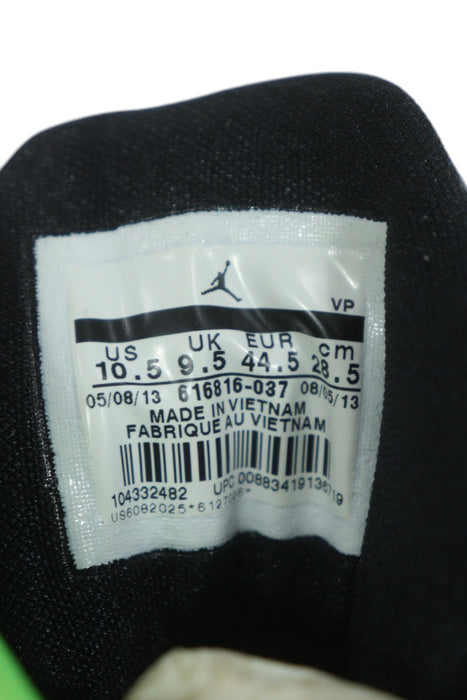 VP
US UK EUR cm
10.5 9.5 44.5 28.5
05/08/13 616816-037 08/05/13
MADE IN VIETNAM
FABRIQUE AU VIETNAM
104332482 UPC